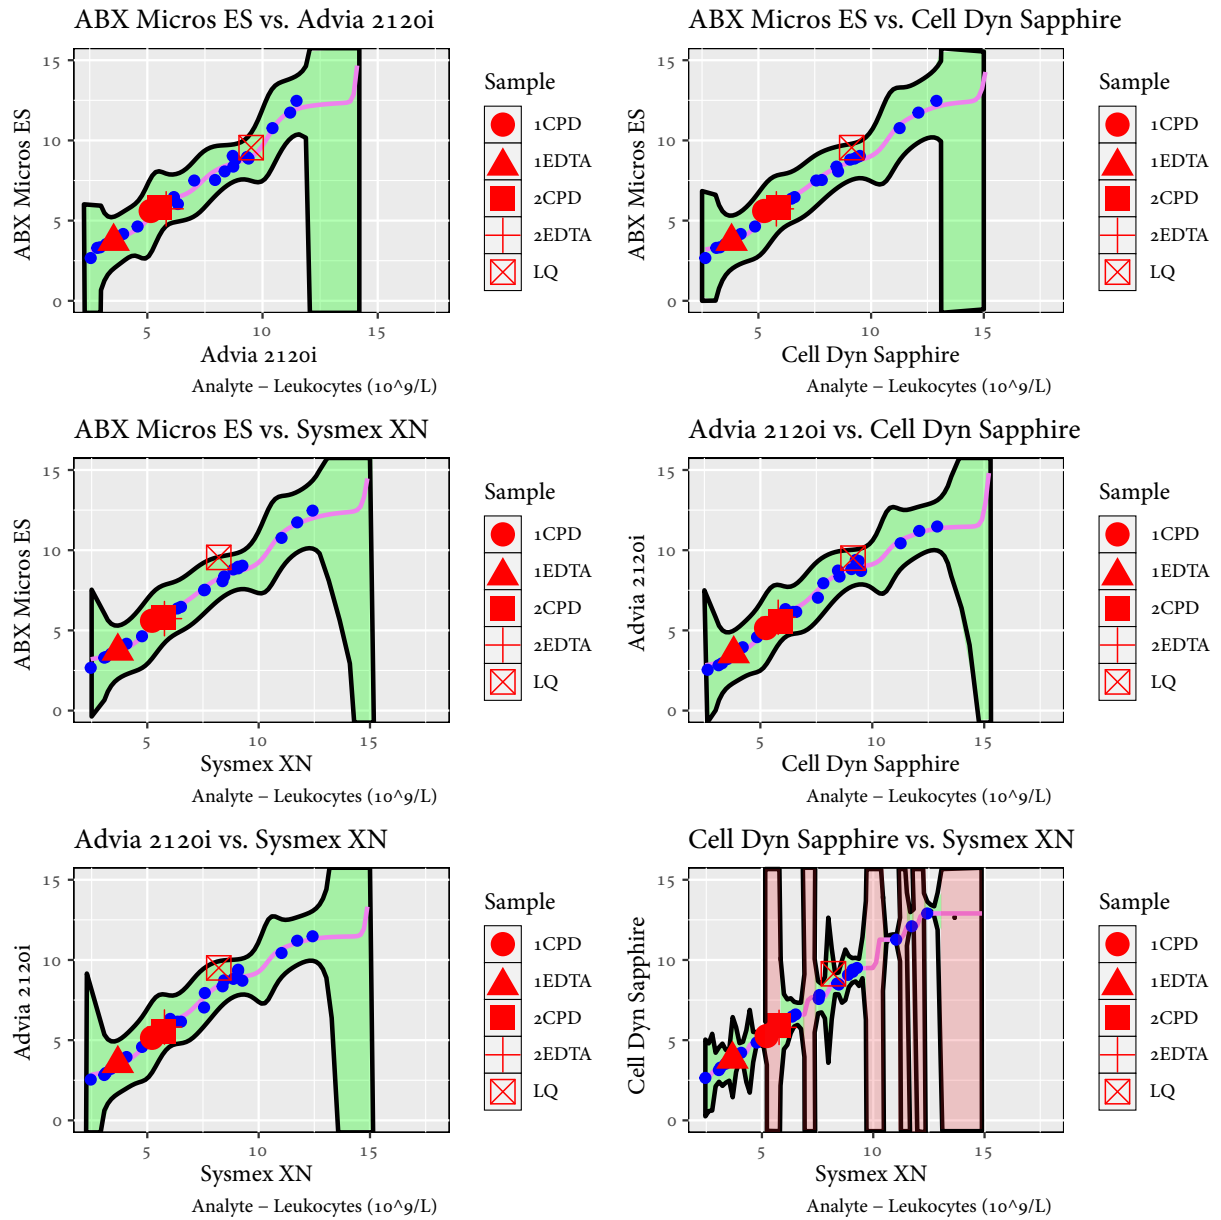 ABX Micros ES vs. Advia 2120i
15
10
5
0
ABX Micros ES
5
10
15
Advia 2120i
Analyte – Leukocytes (10^9/L)
Sample
1CPD
1EDTA
2CPD
2EDTA
LQ
ABX Micros ES vs. Cell Dyn Sapphire
15
10
5
0
ABX Micros ES
5
10
15
Cell Dyn Sapphire
Analyte – Leukocytes (10^9/L)
Sample
1CPD
1EDTA
2CPD
2EDTA
LQ
ABX Micros ES vs. Sysmex XN
15
10
5
0
ABX Micros ES
5
10
15
Sysmex XN
Analyte – Leukocytes (10^9/L)
Sample
1CPD
1EDTA
2CPD
2EDTA
LQ
Advia 2120i vs. Cell Dyn Sapphire
15
10
5
0
Advia 2120i
5
10
15
Cell Dyn Sapphire
Analyte – Leukocytes (10^9/L)
Sample
1CPD
1EDTA
2CPD
2EDTA
LQ
Advia 2120i vs. Sysmex XN
15
10
5
0
Advia 2120i
5
10
15
Sysmex XN
Analyte – Leukocytes (10^9/L)
Sample
1CPD
1EDTA
2CPD
2EDTA
LQ
Cell Dyn Sapphire vs. Sysmex XN
15
10
5
0
Cell Dyn Sapphire
5
10
15
Sysmex XN
Analyte – Leukocytes (10^9/L)
Sample
1CPD
1EDTA
2CPD
2EDTA
LQ